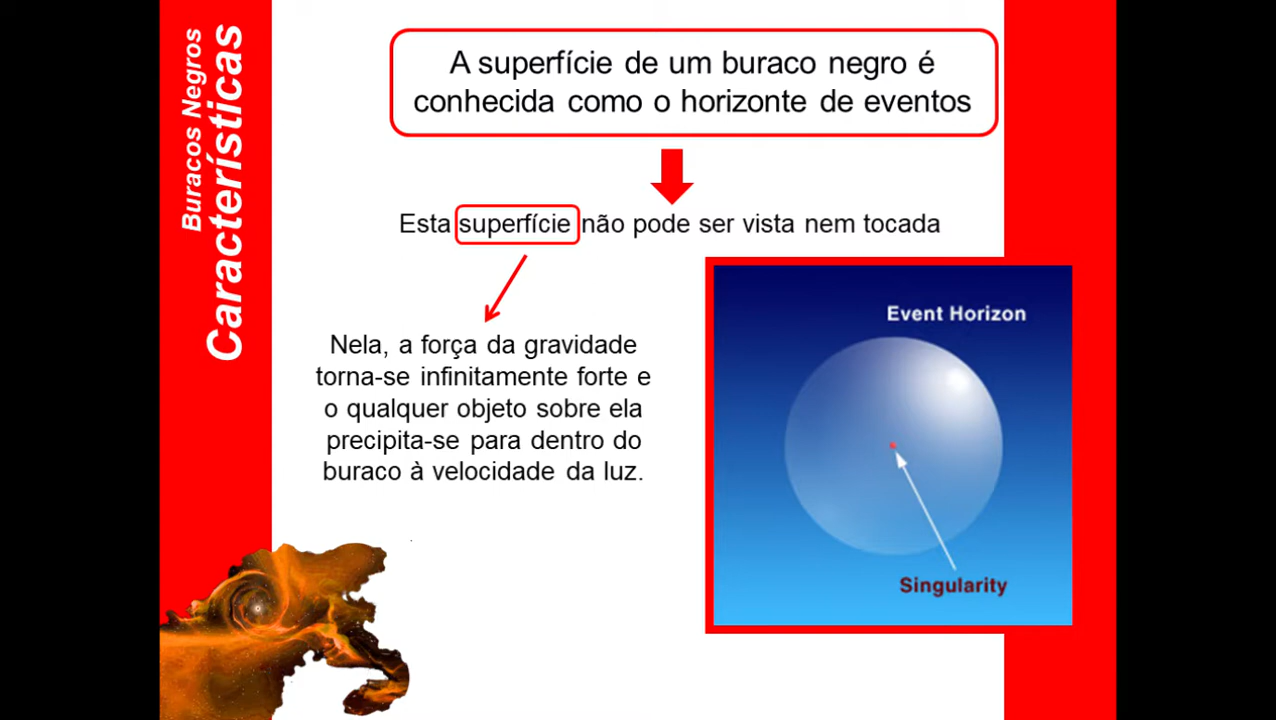 Buracos Negros
Características
A superfície de um buraco negro é
conhecida como o horizonte de eventos
Esta superfície não pode ser vista nem tocada
Nela, a força da gravidade
torna-se infinitamente forte e
o qualquer objeto sobre ela
precipita-se para dentro do
buraco à velocidade da luz.
Event Horizon
Singularity